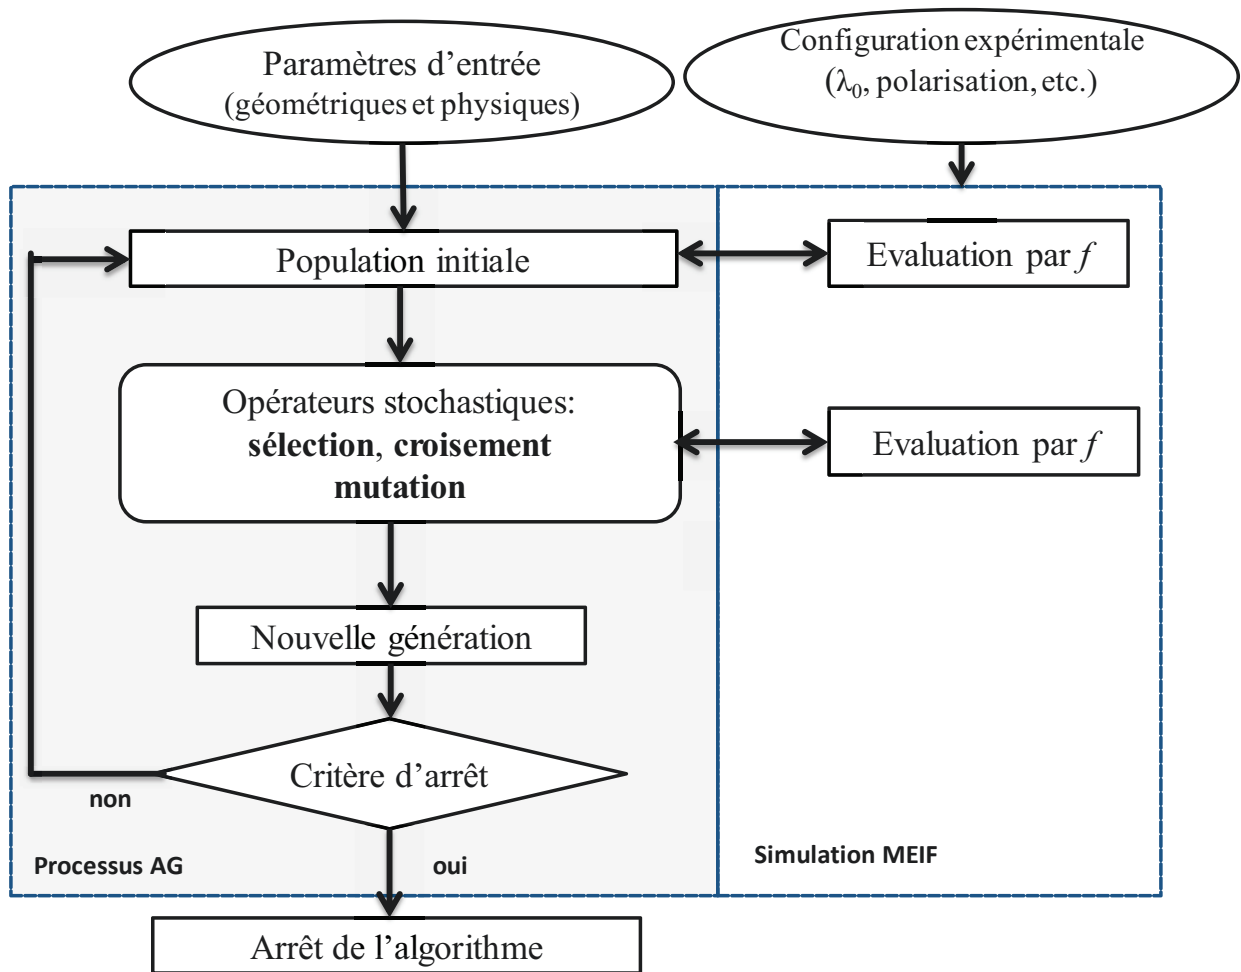 Paramètres d'entrée
(géométriques et physiques)
Configuration expérimentale
(λ₀, polarisation, etc.)
Population initiale
Evaluation par f
Opérateurs stochastiques:
sélection, croisement
mutation
Evaluation par f
Nouvelle génération
Critère d'arrêt
non
oui
Processus AG
Simulation MEIF
Arrêt de l'algorithme